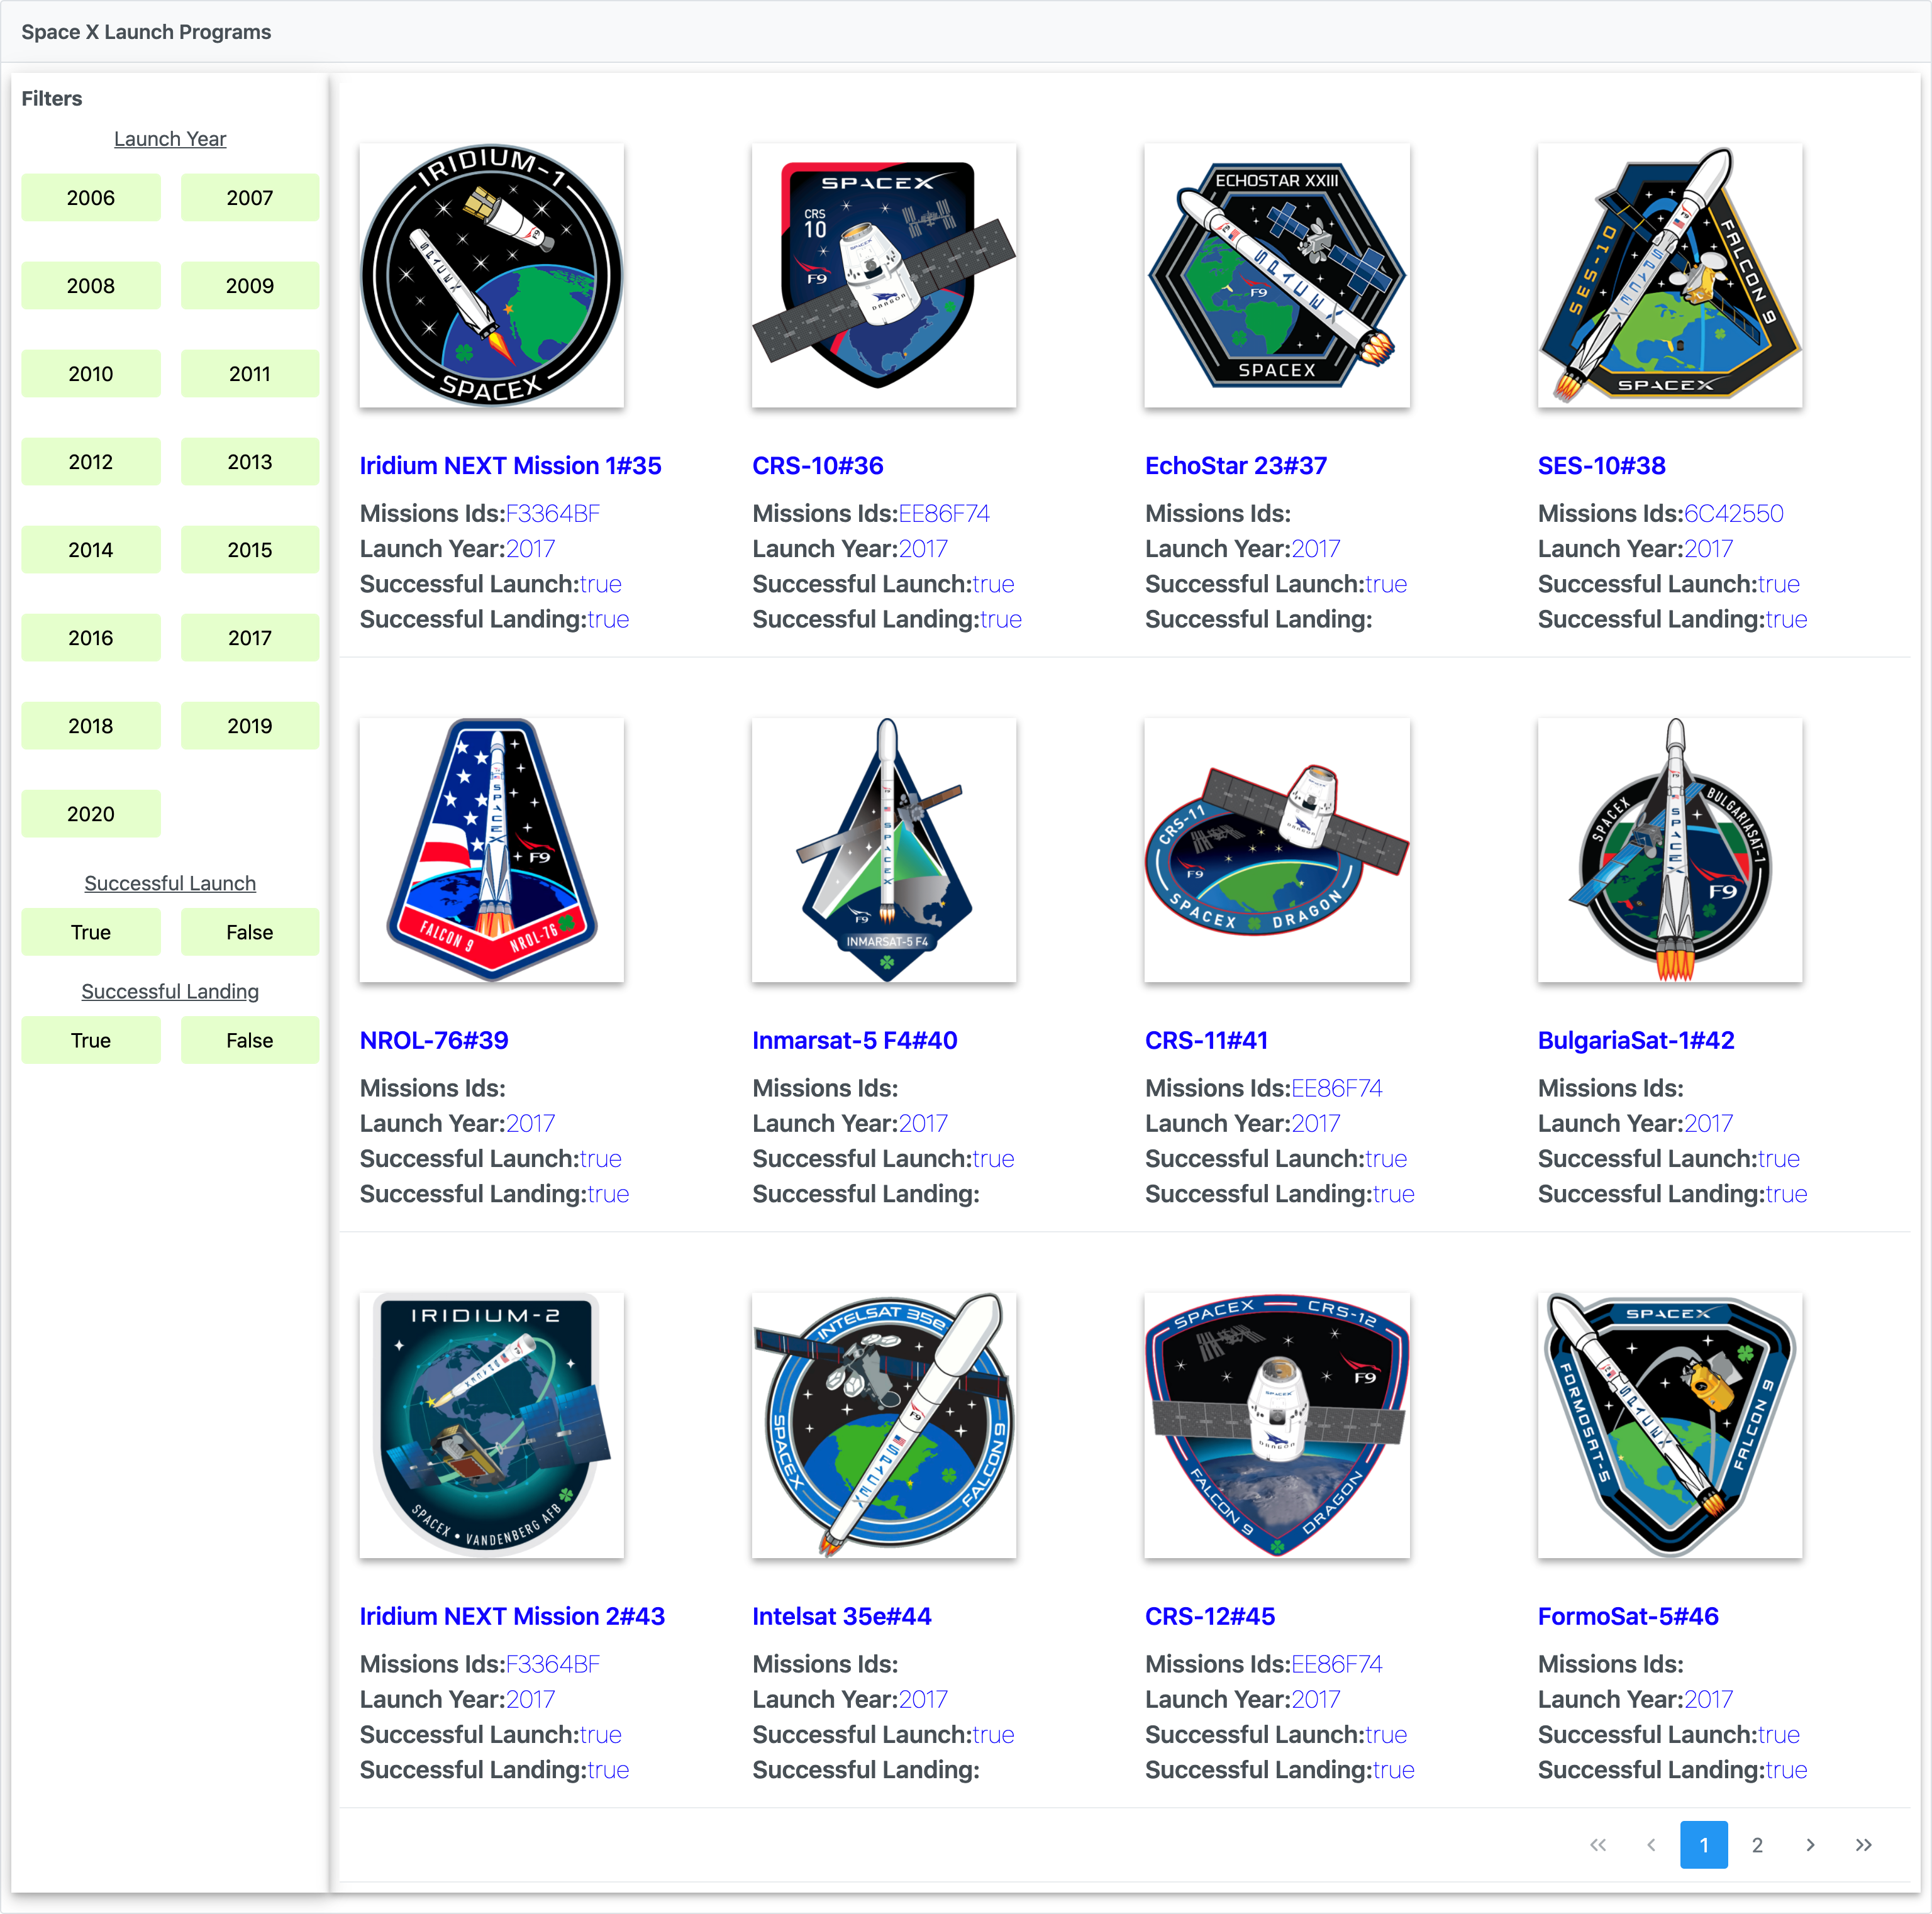 Space X Launch Programs
Filters
Launch Year
2006 2007
2008 2009
2010 2011
2012 2013
2014 2015
2016 2017
2018 2019
2020
Successful Launch
True False
Successful Landing
True False
IRIDIUM-1
SPACEX
F9
SPACEX
Iridium NEXT Mission 1#35
Missions Ids:F3364BF
Launch Year:2017
Successful Launch:true
Successful Landing:true
SPACEX
CRS
10
F9
SPACEX
DRAGON
CRS-10#36
Missions Ids:EE86F74
Launch Year:2017
Successful Launch:true
Successful Landing:true
ECHOSTAR XXIII
SPACEX
F9
SPACEX
EchoStar 23#37
Missions Ids:
Launch Year:2017
Successful Launch:true
Successful Landing:
F9
SES-10
SPACEX
FALCON 9
SPACEX
SES-10#38
Missions Ids:6C42550
Launch Year:2017
Successful Launch:true
Successful Landing:true
SPACEX
F9
FALCON 9
NROL-76
NROL-76#39
Missions Ids:
Launch Year:2017
Successful Launch:true
Successful Landing:true
SPACEX
F9
INMARSAT-5 F4
Inmarsat-5 F4#40
Missions Ids:
Launch Year:2017
Successful Launch:true
Successful Landing:
CRS-11
DRAGON
F9
SPACEX DRAGON
CRS-11#41
Missions Ids:EE86F74
Launch Year:2017
Successful Launch:true
Successful Landing:true
SPACEX
BULGARIASAT-1
SPACEX
F9
BulgariaSat-1#42
Missions Ids:
Launch Year:2017
Successful Launch:true
Successful Landing:true
IRIDIUM-2
SPACEX
SPACEX • VANDENBERG AFB
Iridium NEXT Mission 2#43
Missions Ids:F3364BF
Launch Year:2017
Successful Launch:true
Successful Landing:true
INTELSAT 35e
F9
SPACEX
SPACEX
FALCON 9
Intelsat 35e#44
Missions Ids:
Launch Year:2017
Successful Launch:true
Successful Landing:
SPACEX CRS-12
F9
SPACEX
DRAGON
FALCON 9
DRAGON
CRS-12#45
Missions Ids:EE86F74
Launch Year:2017
Successful Launch:true
Successful Landing:true
SPACEX
SPACEX
FORMOSAT-5
FALCON 9
FormoSat-5#46
Missions Ids:
Launch Year:2017
Successful Launch:true
Successful Landing:true
1 2